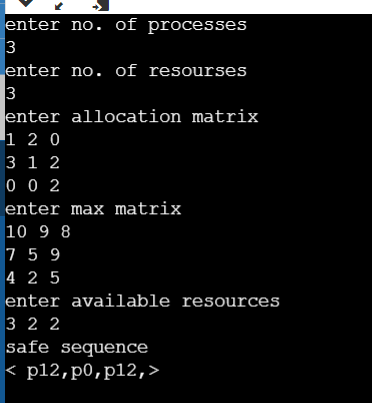 enter no. of processes
3
enter no. of resourses
3
enter allocation matrix
1 2 0
3 1 2
0 0 2
enter max matrix
10 9 8
7 5 9
4 2 5
enter available resources
3 2 2
safe sequence
< p12,p0,p12,>